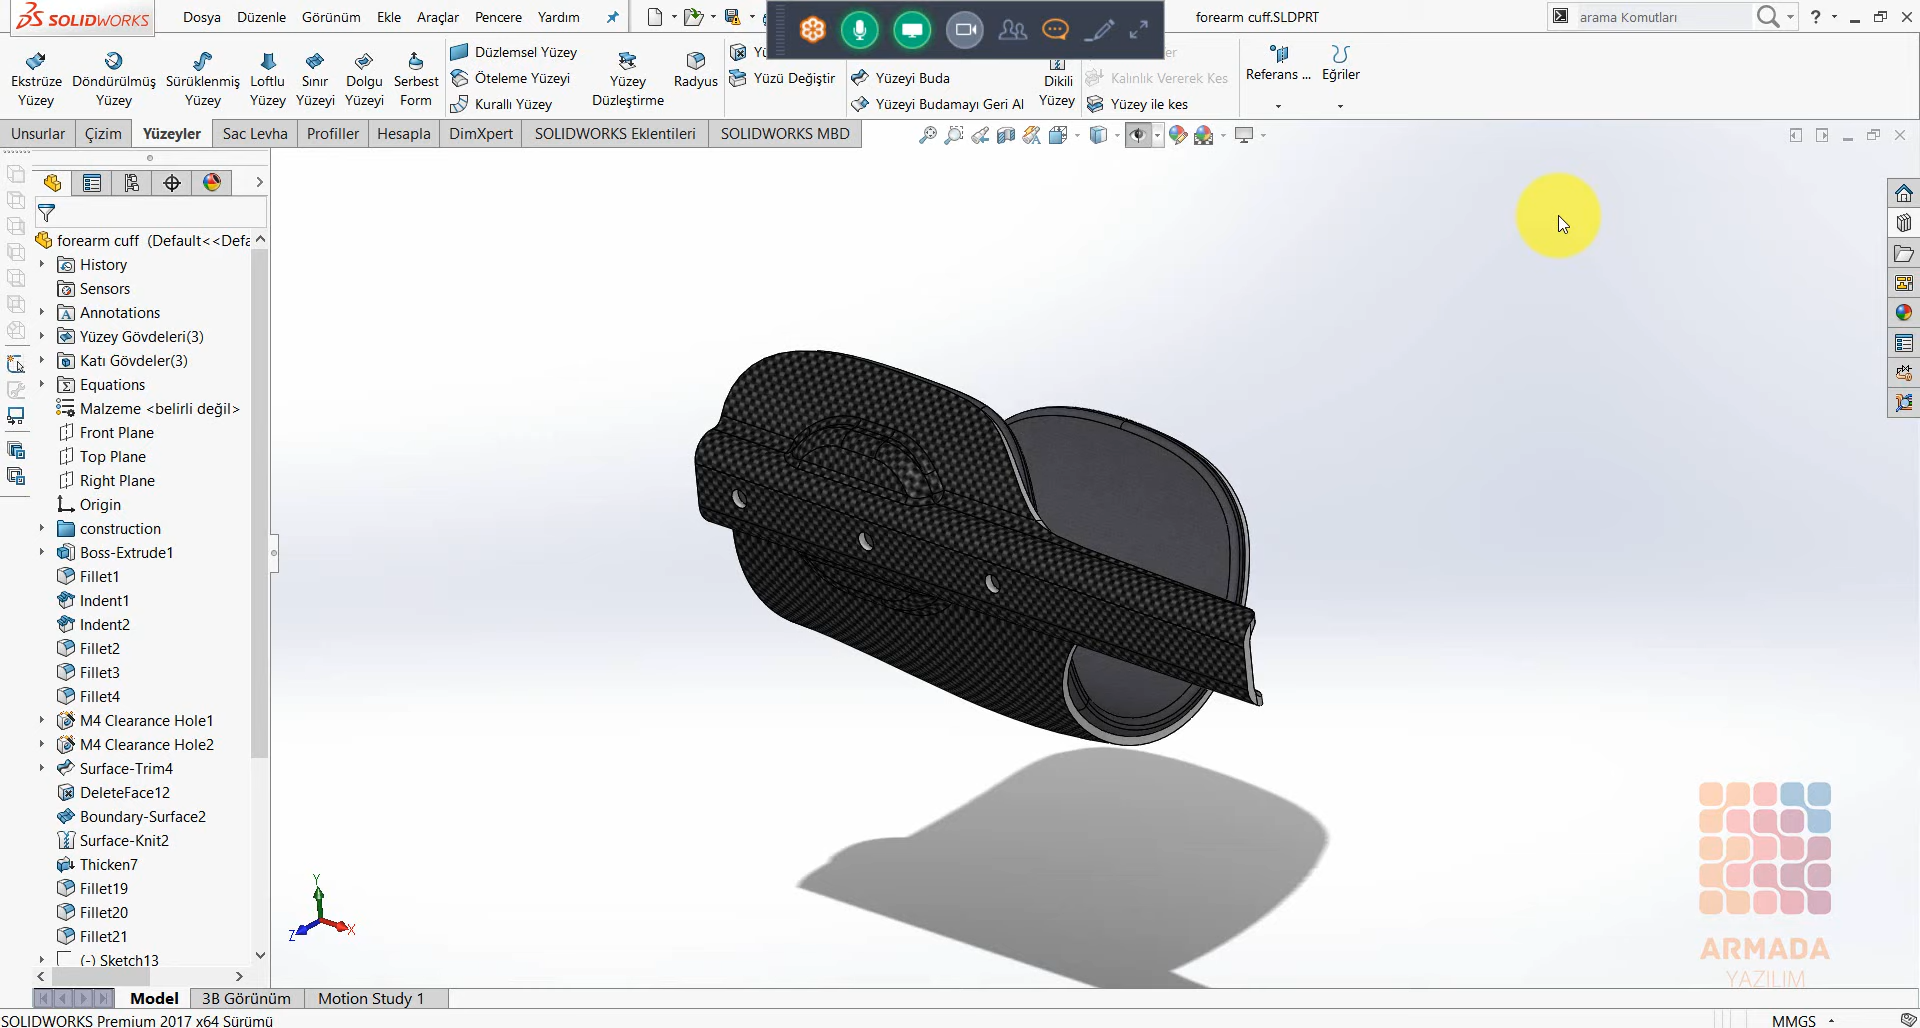 SOLIDWORKS
Dosya Düzenle Görünüm Ekle Araçlar Pencere Yardım
forearm cuff.SLDPRT
arama Komutları
?
Ekstrüze Yüzey
Döndürülmüş Yüzey
Sürüklenmiş Yüzey
Loftlu Yüzey
Sınır Yüzeyi
Dolgu Yüzeyi
Serbest Form
Düzlemsel Yüzey
Öteleme Yüzeyi
Kurallı Yüzey
Yüzey Düzleştirme
Radyus
Yüzü Değiştir
Yüzeyi Buda
Yüzeyi Budamayı Geri Al
Dikili Yüzey
Kalınlık Vererek Kes
Yüzey ile kes
Referans ...
Eğriler
Unsurlar Çizim Yüzeyler Sac Levha Profiller Hesapla DimXpert SOLIDWORKS Eklentileri SOLIDWORKS MBD
forearm cuff (Default<<Defa
History
Sensors
Annotations
Yüzey Gövdeleri(3)
Katı Gövdeler(3)
Equations
Malzeme <belirli değil>
Front Plane
Top Plane
Right Plane
Origin
construction
Boss-Extrude1
Fillet1
Indent1
Indent2
Fillet2
Fillet3
Fillet4
M4 Clearance Hole1
M4 Clearance Hole2
Surface-Trim4
DeleteFace12
Boundary-Surface2
Surface-Knit2
Thicken7
Fillet19
Fillet20
Fillet21
(-) Sketch13
Y
X
Z
ARMADA
YAZILIM
Model 3B Görünüm Motion Study 1
SOLIDWORKS Premium 2017 x64 Sürümü
MMGS